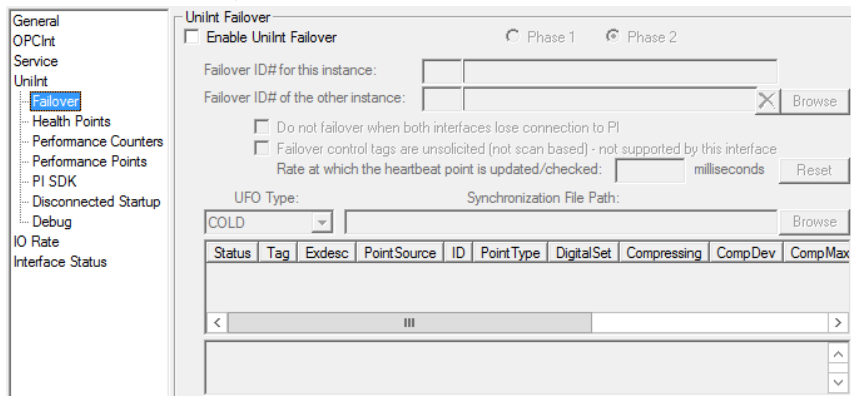 General
OPCInt
Service
UniInt
Failover
Health Points
Performance Counters
Performance Points
PI SDK
Disconnected Startup
Debug
IO Rate
Interface Status
UniInt Failover
Enable UniInt Failover Phase 1 Phase 2
Failover ID# for this instance:
Failover ID# of the other instance: Browse
Do not failover when both interfaces lose connection to PI
Failover control tags are unsolicited (not scan based) - not supported by this interface
Rate at which the heartbeat point is updated/checked: milliseconds Reset
UFO Type: Synchronization File Path:
COLD Browse
Status Tag Exdesc PointSource ID PointType DigitalSet Compressing CompDev CompMax